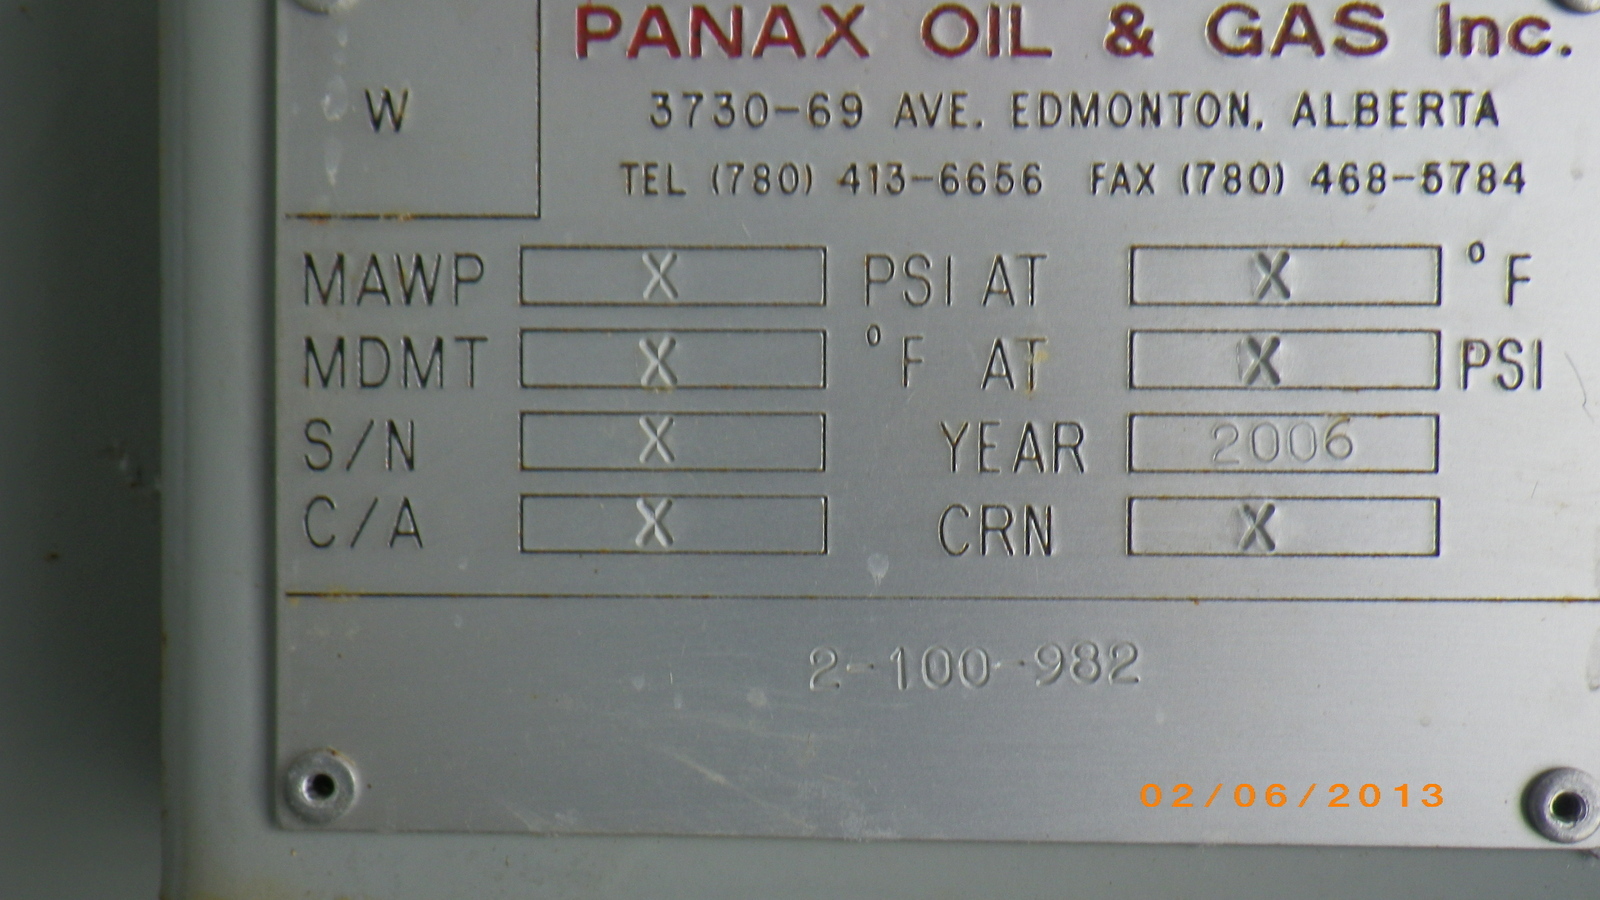 PANAX OIL & GAS Inc.
W
3730-69 AVE. EDMONTON, ALBERTA
TEL (780) 413-6656 FAX (780) 468-5784
MAWP X PSI AT X °F
MDMT X °F AT X PSI
S/N X YEAR 2006
C/A X CRN X
2-100-982
02/06/2013